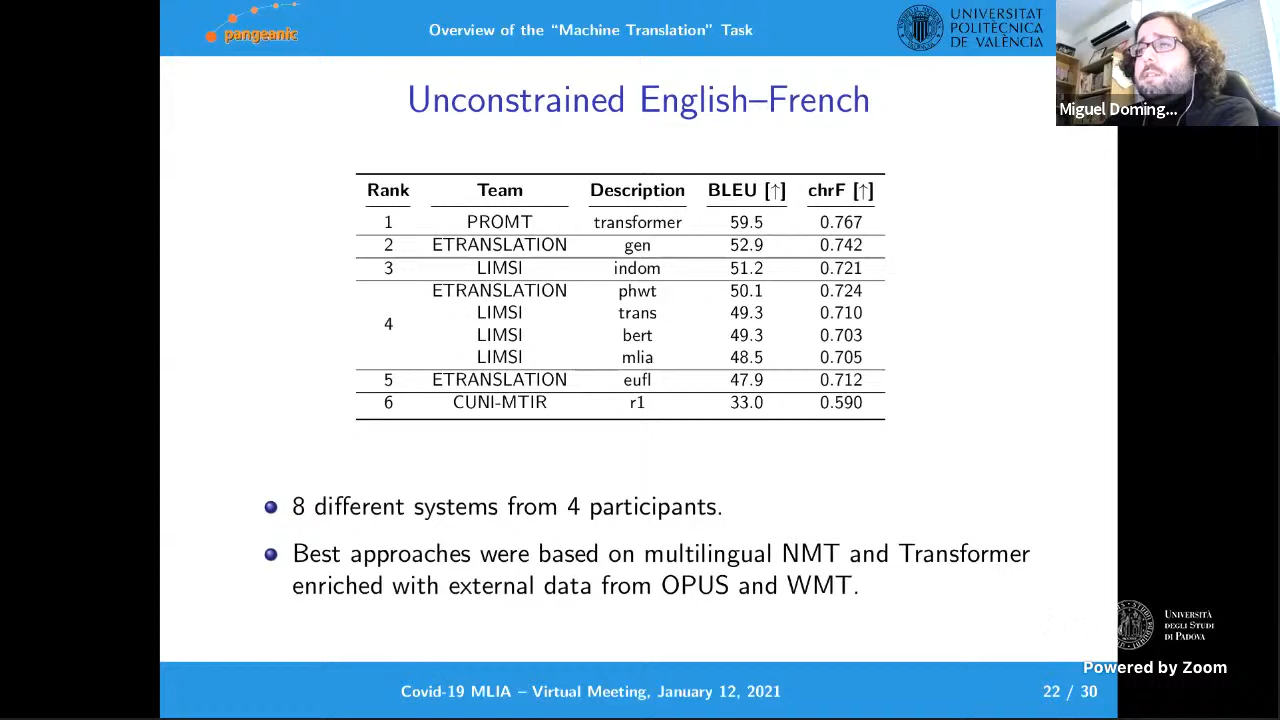 pangeanic
Overview of the “Machine Translation” Task
UNIVERSITAT
POLITÈCNICA
DE VALÈNCIA
Miguel Doming...
Unconstrained English–French
Rank Team Description BLEU [↑] chrF [↑]
1 PROMT transformer 59.5 0.767
2 ETRANSLATION gen 52.9 0.742
3 LIMSI indom 51.2 0.721
ETRANSLATION phwt 50.1 0.724
LIMSI trans 49.3 0.710
4
LIMSI bert 49.3 0.703
LIMSI mlia 48.5 0.705
5 ETRANSLATION eufl 47.9 0.712
6 CUNI-MTIR r1 33.0 0.590
8 different systems from 4 participants.
Best approaches were based on multilingual NMT and Transformer
enriched with external data from OPUS and WMT.
UNIVERSITÀ
DEGLI STUDI
DI PADOVA
Powered by Zoom
Covid-19 MLIA – Virtual Meeting, January 12, 2021
22 / 30